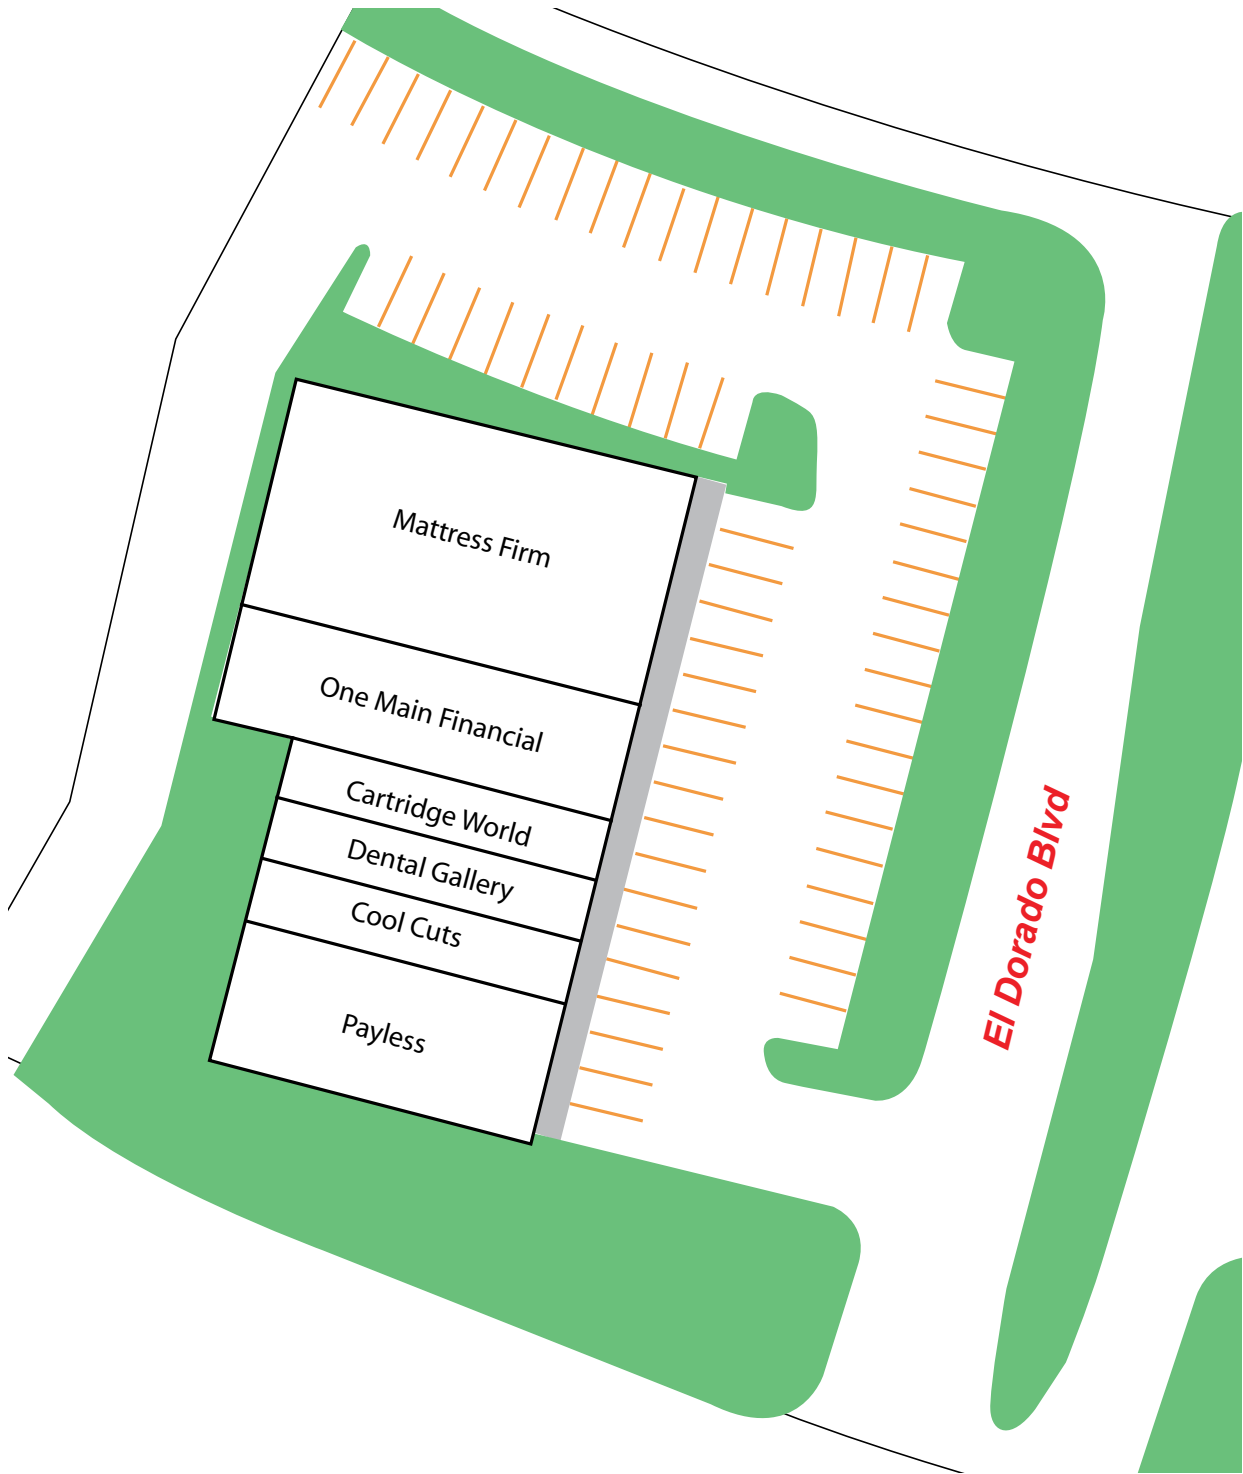 Mattress Firm
One Main Financial
Cartridge World
Dental Gallery
Cool Cuts
Payless
El Dorado Blvd